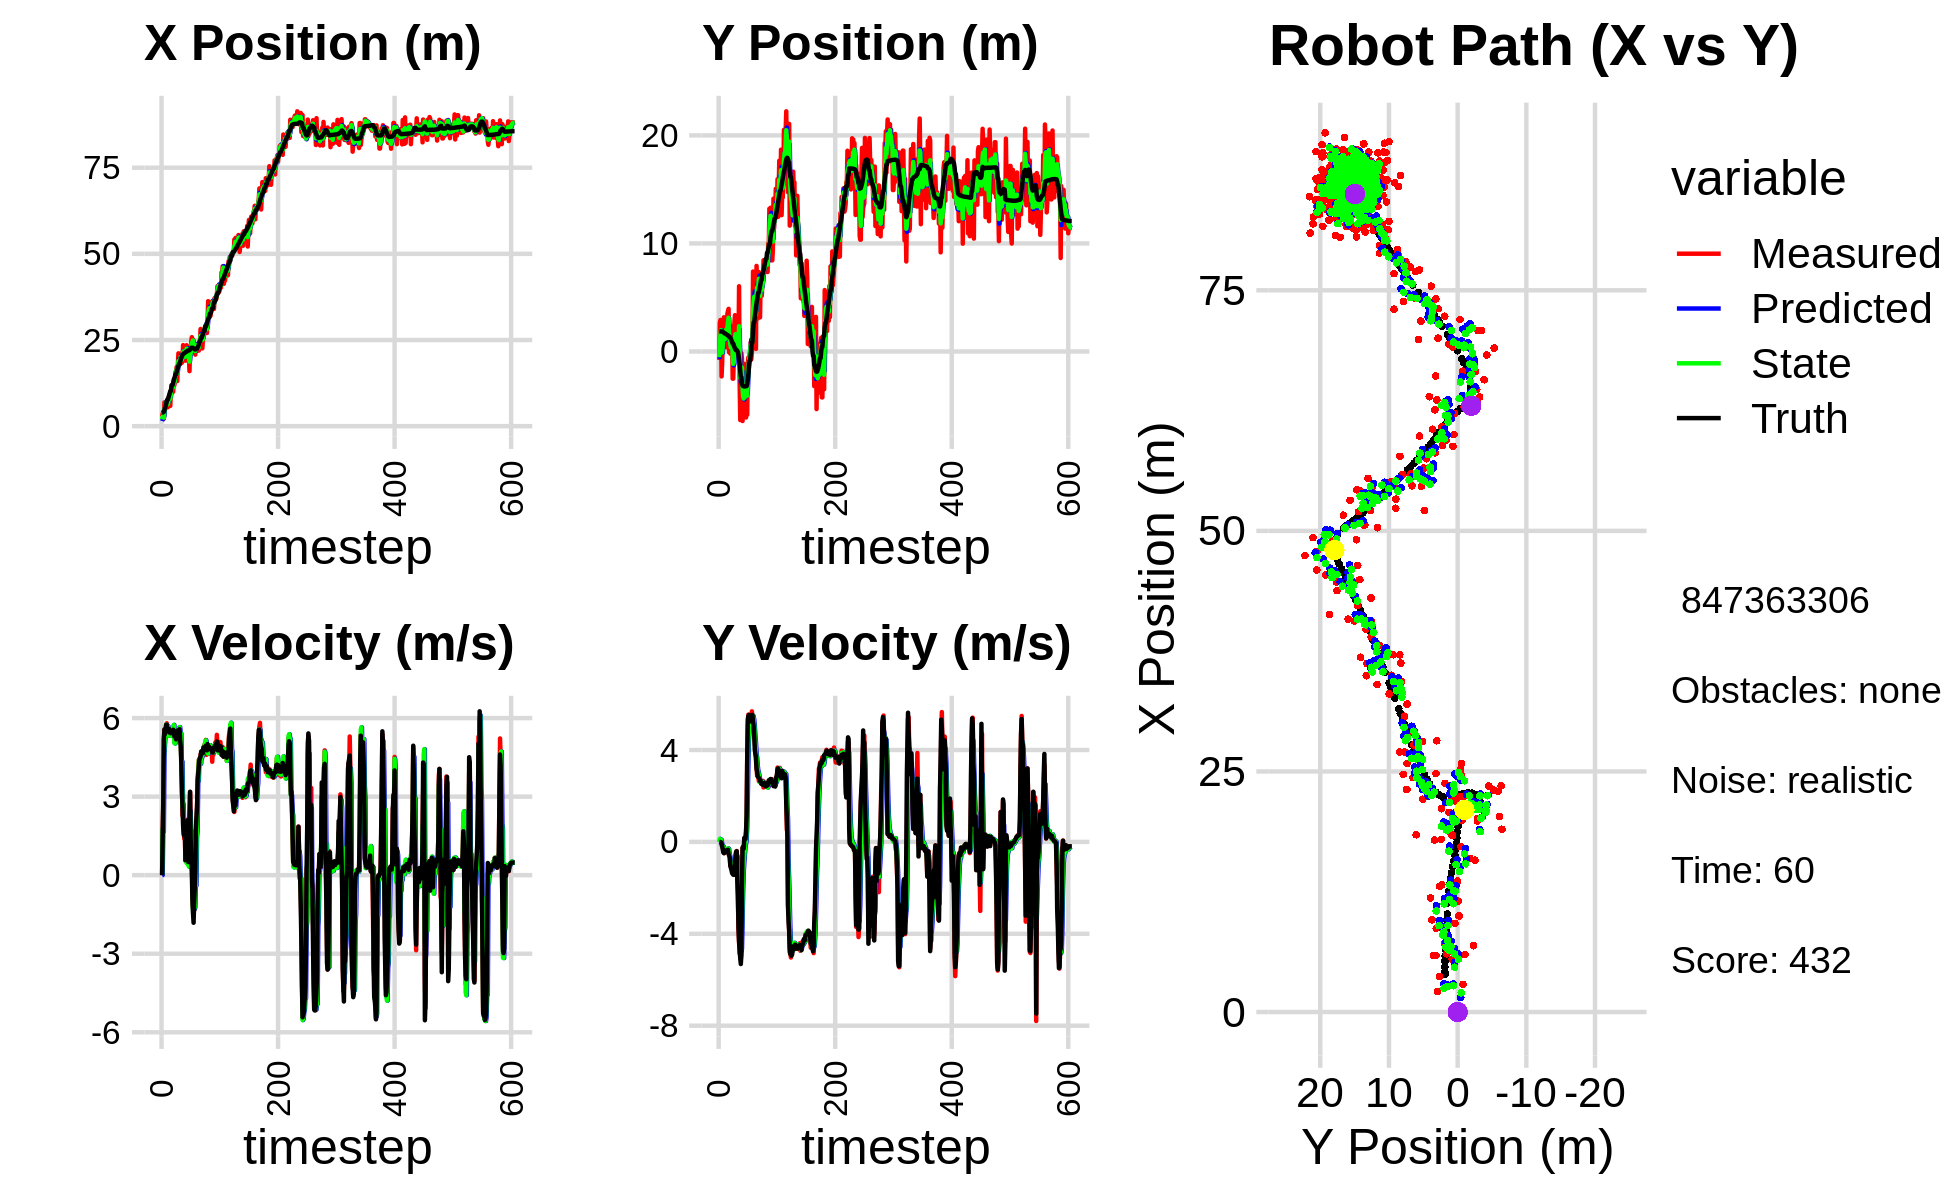 X Position (m)
75
50
25
0
0
200
400
600
timestep
Y Position (m)
20
10
0
0
200
400
600
timestep
X Velocity (m/s)
6
3
0
-3
-6
0
200
400
600
timestep
Y Velocity (m/s)
4
0
-4
-8
0
200
400
600
timestep
Robot Path (X vs Y)
X Position (m)
75
50
25
0
20 10 0 -10 -20
Y Position (m)
variable
Measured
Predicted
State
Truth
847363306
Obstacles: none
Noise: realistic
Time: 60
Score: 432